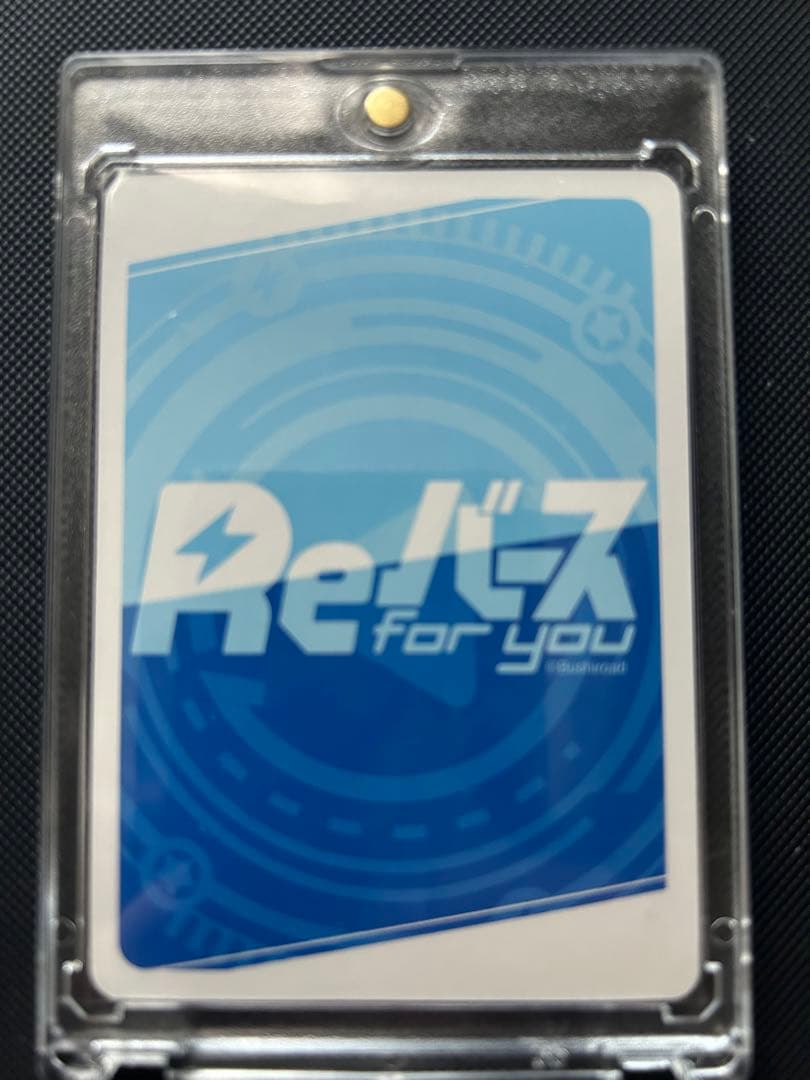 Reバース
for you
©Bushiroad